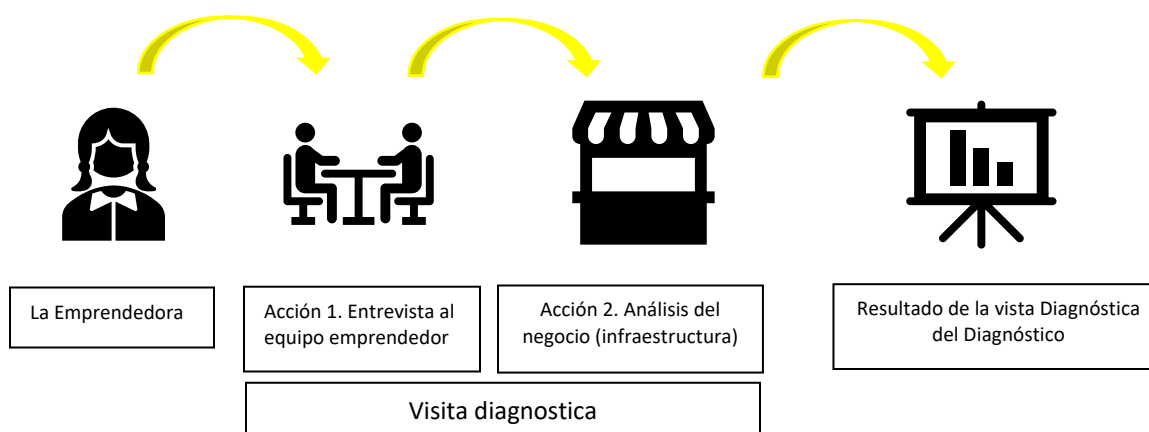 La Emprendedora
Acción 1. Entrevista al
equipo emprendedor
Acción 2. Análisis del
negocio (infraestructura)
Resultado de la vista Diagnóstica
del Diagnóstico
Visita diagnostica